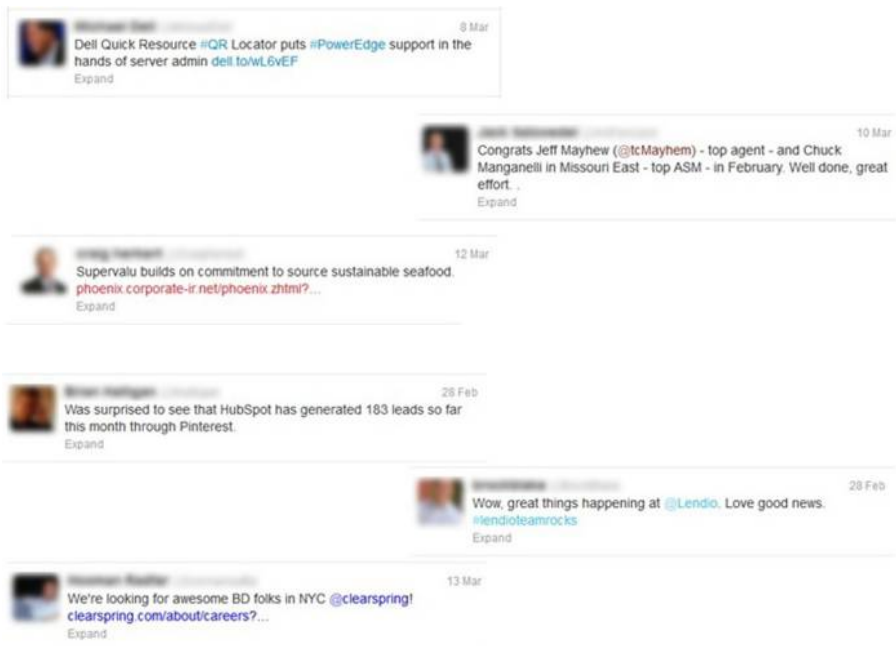 8 Mar
Dell Quick Resource #QR Locator puts #PowerEdge support in the
hands of server admin dell.to/wL6vEF
Expand
10 Mar
Congrats Jeff Mayhew (@tcMayhem) - top agent - and Chuck
Manganelli in Missouri East - top ASM - in February. Well done, great
effort. .
Expand
12 Mar
Supervalu builds on commitment to source sustainable seafood.
phoenix.corporate-ir.net/phoenix.zhtml?...
Expand
28 Feb
Was surprised to see that HubSpot has generated 183 leads so far
this month through Pinterest.
Expand
28 Feb
Wow, great things happening at @Lendio. Love good news.
#lendioteamrocks
Expand
13 Mar
We're looking for awesome BD folks in NYC @clearspring!
clearspring.com/about/careers?...
Expand